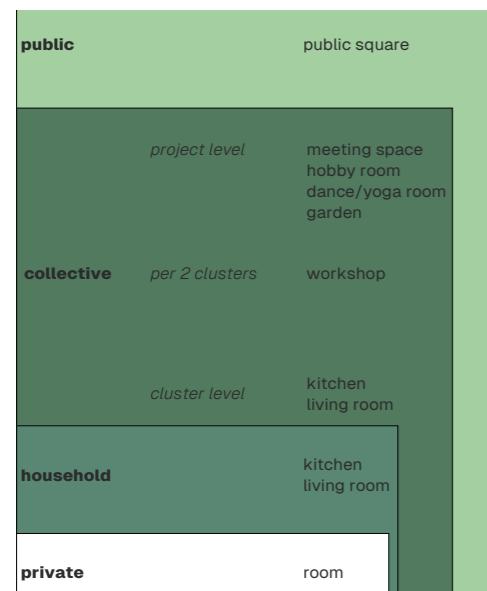 public public square
project level meeting space
hobby room
dance/yoga room
garden
collective per 2 clusters workshop
cluster level kitchen
living room
household kitchen
living room
private room